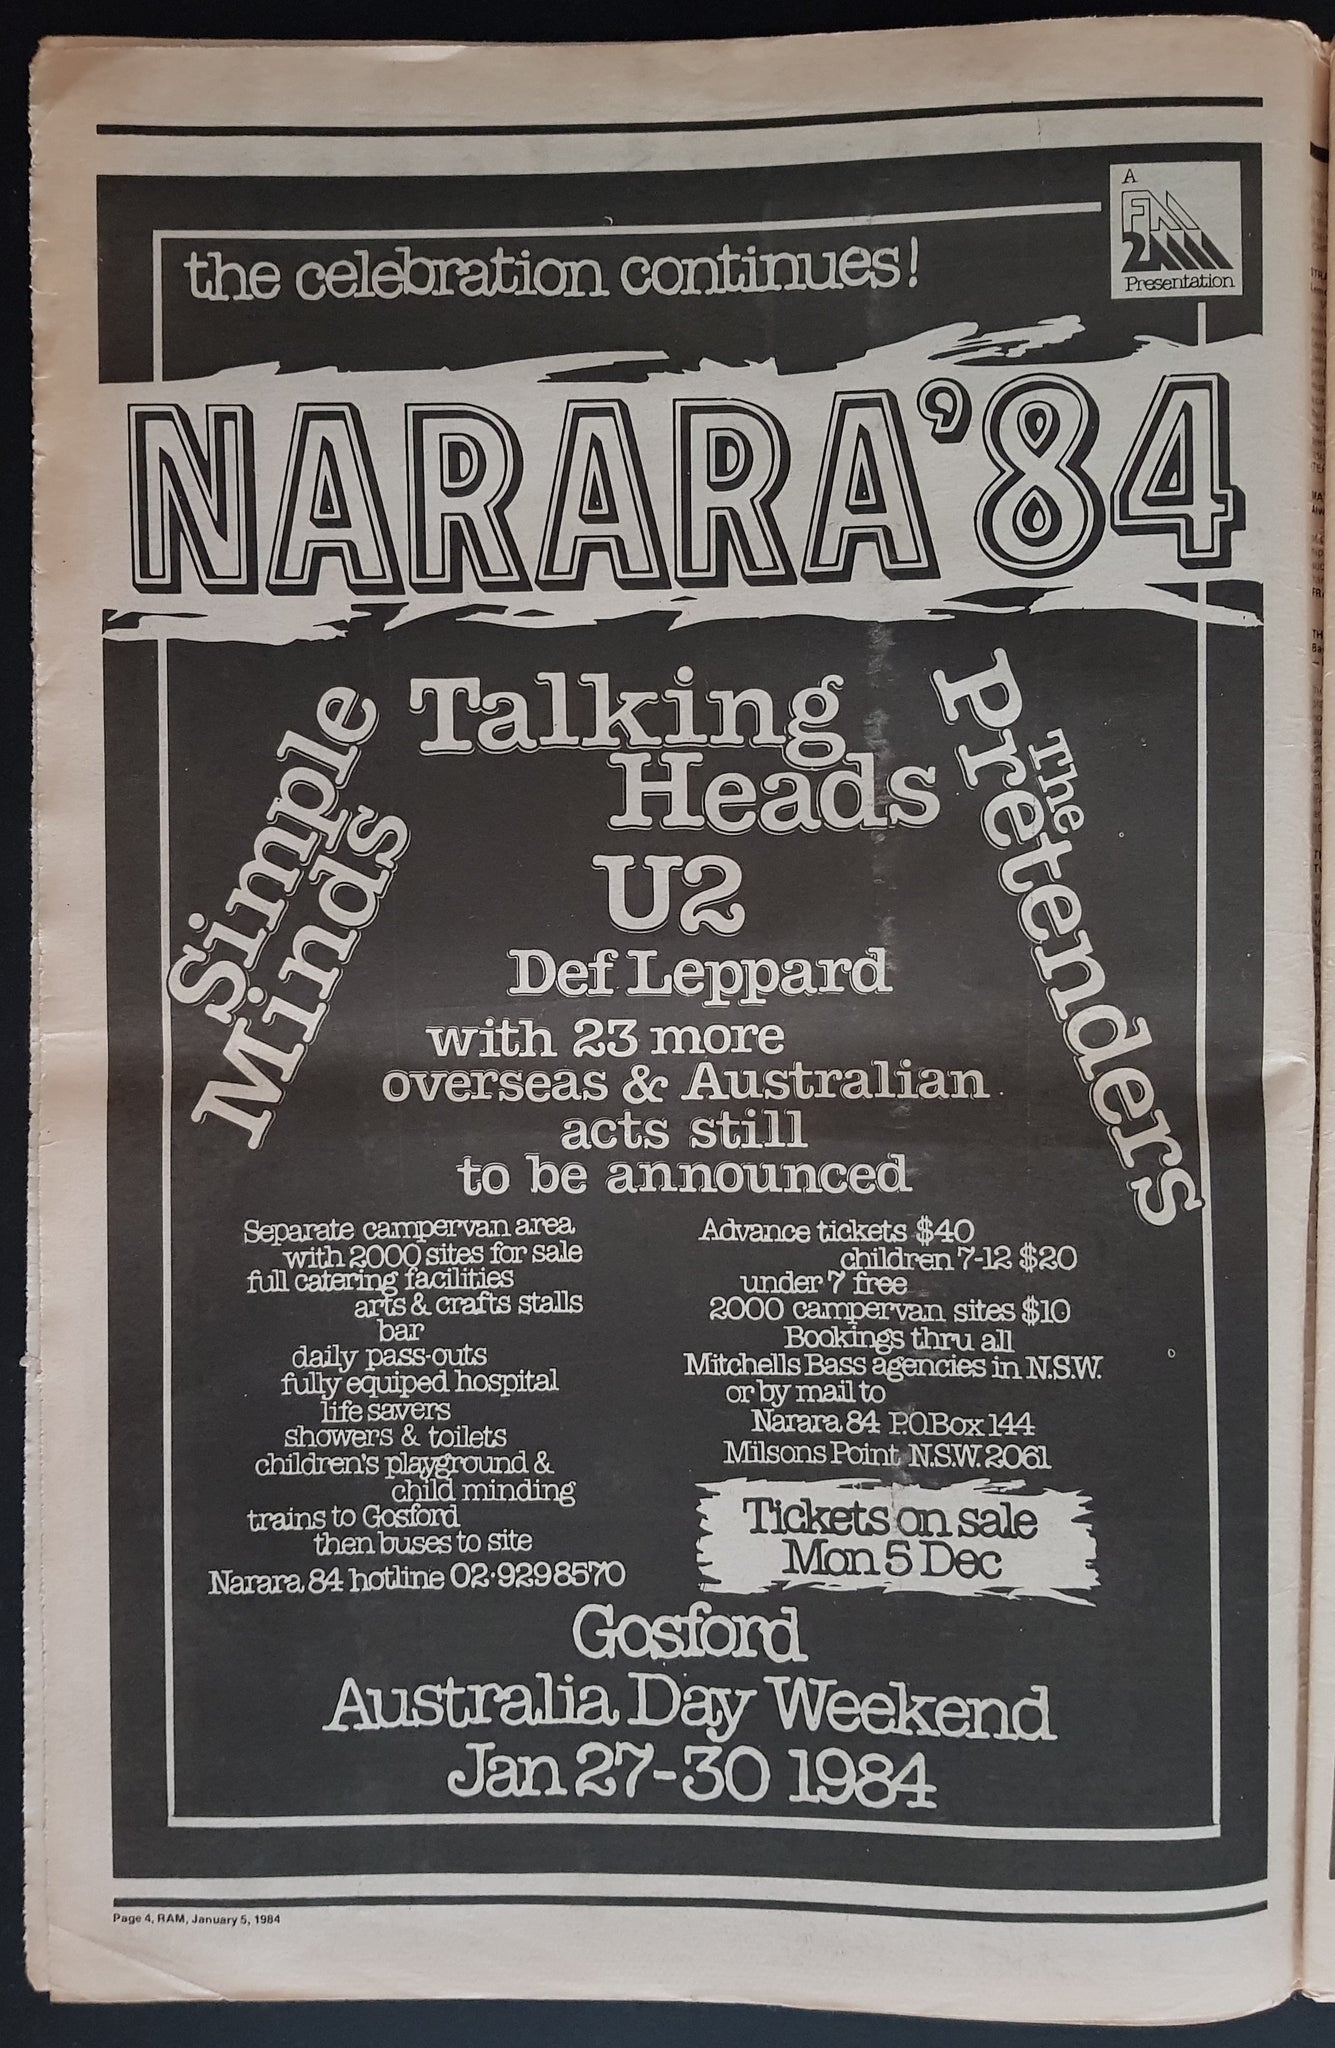 A
FM
2MMM
Presentation
the celebration continues!
NARARA'84
Simple
Minds
Talking
Heads
The
Pretenders
U2
Def Leppard
with 23 more
overseas & Australian
acts still
to be announced
Separate campervan area
with 2000 sites for sale
full catering facilities
arts & crafts stalls
bar
daily pass-outs
fully equiped hospital
life savers
showers & toilets
children's playground &
child minding
trains to Gosford
then buses to site
Narara 84 hotline 02·9298570
Advance tickets $40
children 7-12 $20
under 7 free
2000 campervan sites $10
Bookings thru all
Mitchells Bass agencies in N.S.W.
or by mail to
Narara 84 P.O.Box 144
Milsons Point N.S.W. 2061
Tickets on sale
Mon 5 Dec
Gosford
Australia Day Weekend
Jan 27-30 1984
Page 4, RAM, January 5, 1984